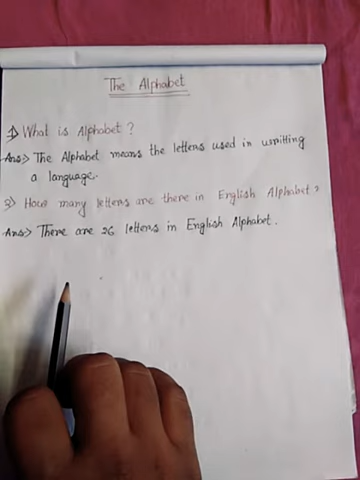 The Alphabet
1) What is Alphabet ?
Ans> The Alphabet means the letters used in writting
a language.
2) How many letters are there in English Alphabet ?
Ans> There are 26 letters in English Alphabet.